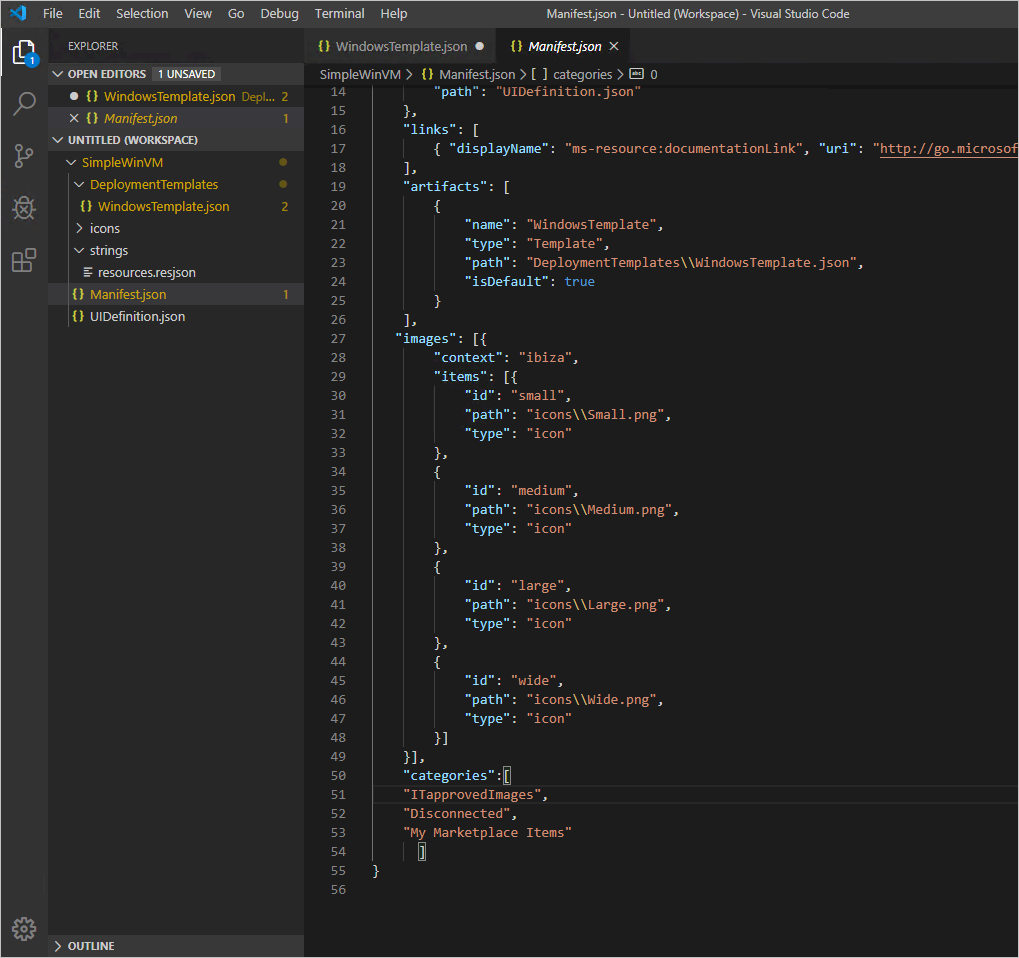 File Edit Selection View Go Debug Terminal Help Manifest.json - Untitled (Workspace) - Visual Studio Code
1
EXPLORER
OPEN EDITORS 1 UNSAVED
{} WindowsTemplate.json Depl... 2
{} Manifest.json 1
UNTITLED (WORKSPACE)
SimpleWinVM
DeploymentTemplates
{} WindowsTemplate.json 2
icons
strings
resources.resjson
{} Manifest.json 1
{} UIDefinition.json
OUTLINE
{} WindowsTemplate.json {} Manifest.json
SimpleWinVM > {} Manifest.json > [ ] categories > abc 0
14 "path": "UIDefinition.json"
15 },
16 "links": [
17 { "displayName": "ms-resource:documentationLink", "uri": "http://go.microsof
18 ],
19 "artifacts": [
20 {
21 "name": "WindowsTemplate",
22 "type": "Template",
23 "path": "DeploymentTemplates\\WindowsTemplate.json",
24 "isDefault": true
25 }
26 ],
27 "images": [{
28 "context": "ibiza",
29 "items": [{
30 "id": "small",
31 "path": "icons\\Small.png",
32 "type": "icon"
33 },
34 {
35 "id": "medium",
36 "path": "icons\\Medium.png",
37 "type": "icon"
38 },
39 {
40 "id": "large",
41 "path": "icons\\Large.png",
42 "type": "icon"
43 },
44 {
45 "id": "wide",
46 "path": "icons\\Wide.png",
47 "type": "icon"
48 }]
49 }],
50 "categories":[
51 "ITapprovedImages",
52 "Disconnected",
53 "My Marketplace Items"
54 ]
55 }
56